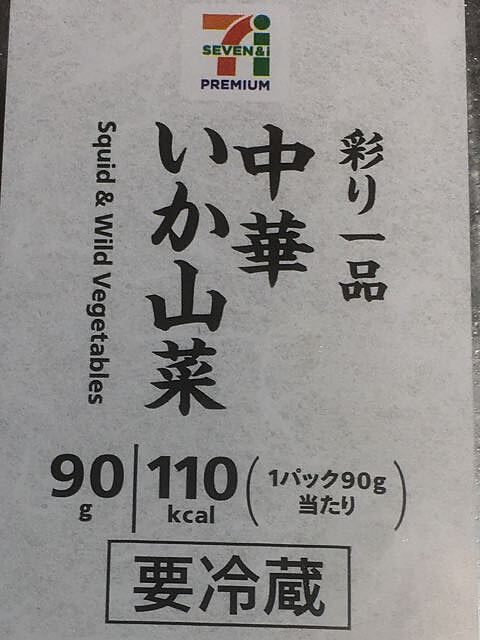 SEVEN&i
PREMIUM
彩り一品
中華
いか山菜
Squid & Wild Vegetables
90
g
110
kcal
(1パック90g
当たり)
要冷蔵